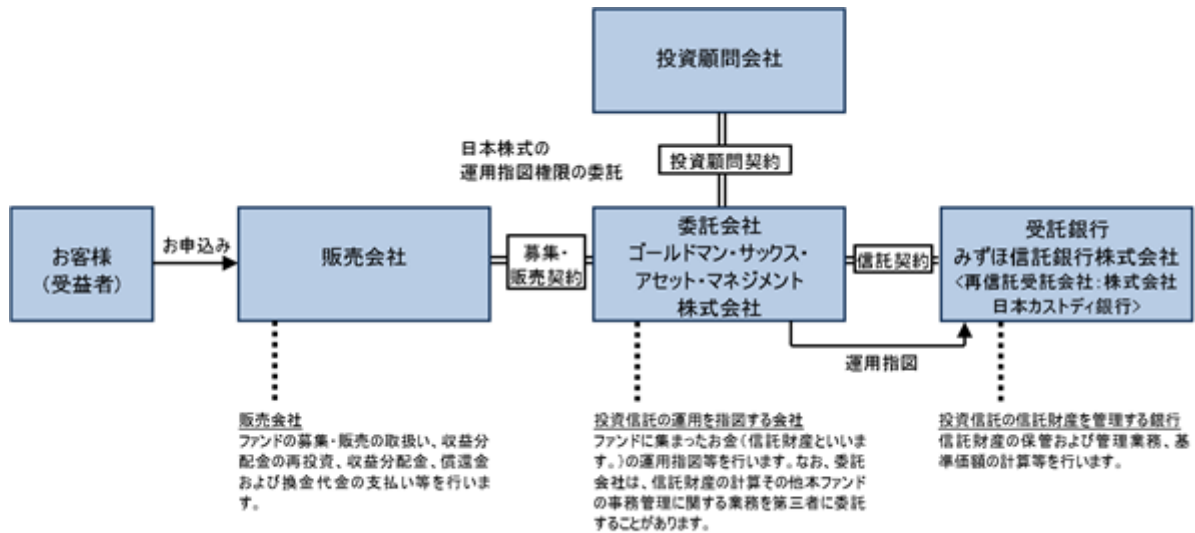 投資顧問会社
日本株式の
運用指図権限の委託
投資顧問契約
お客様
（受益者）
お申込み
販売会社
募集・
販売契約
委託会社
ゴールドマン・サックス・
アセット・マネジメント
株式会社
信託契約
受託銀行
みずほ信託銀行株式会社
＜再信託受託会社：株式会社
日本カストディ銀行＞
運用指図
販売会社
ファンドの募集・販売の取扱い、収益分
配金の再投資、収益分配金、償還金
および換金代金の支払い等を行いま
す。
投資信託の運用を指図する会社
ファンドに集まったお金（信託財産といいま
す。）の運用指図等を行います。なお、委託
会社は、信託財産の計算その他本ファンド
の事務管理に関する業務を第三者に委託
することがあります。
投資信託の信託財産を管理する銀行
信託財産の保管および管理業務、基
準価額の計算等を行います。